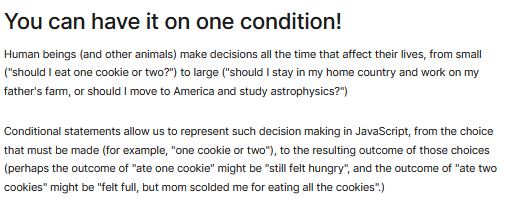 You can have it on one condition!
Human beings (and other animals) make decisions all the time that affect their lives, from small
("should I eat one cookie or two?") to large ("should I stay in my home country and work on my
father's farm, or should I move to America and study astrophysics?")
Conditional statements allow us to represent such decision making in JavaScript, from the choice
that must be made (for example, "one cookie or two"), to the resulting outcome of those choices
(perhaps the outcome of "ate one cookie" might be "still felt hungry", and the outcome of "ate two
cookies" might be "felt full, but mom scolded me for eating all the cookies".)